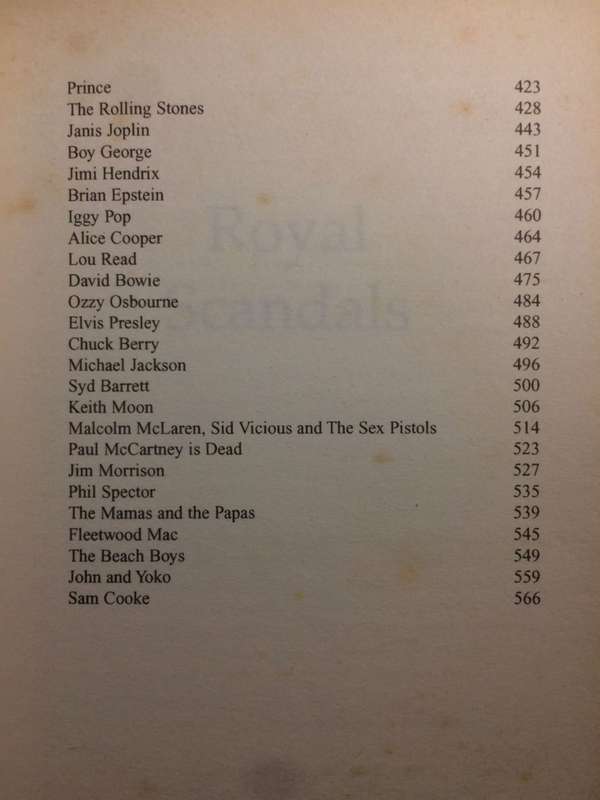 Prince 423
The Rolling Stones 428
Janis Joplin 443
Boy George 451
Jimi Hendrix 454
Brian Epstein 457
Iggy Pop 460
Alice Cooper 464
Lou Read 467
David Bowie 475
Ozzy Osbourne 484
Elvis Presley 488
Chuck Berry 492
Michael Jackson 496
Syd Barrett 500
Keith Moon 506
Malcolm McLaren, Sid Vicious and The Sex Pistols 514
Paul McCartney is Dead 523
Jim Morrison 527
Phil Spector 535
The Mamas and the Papas 539
Fleetwood Mac 545
The Beach Boys 549
John and Yoko 559
Sam Cooke 566
Royal
Scandals